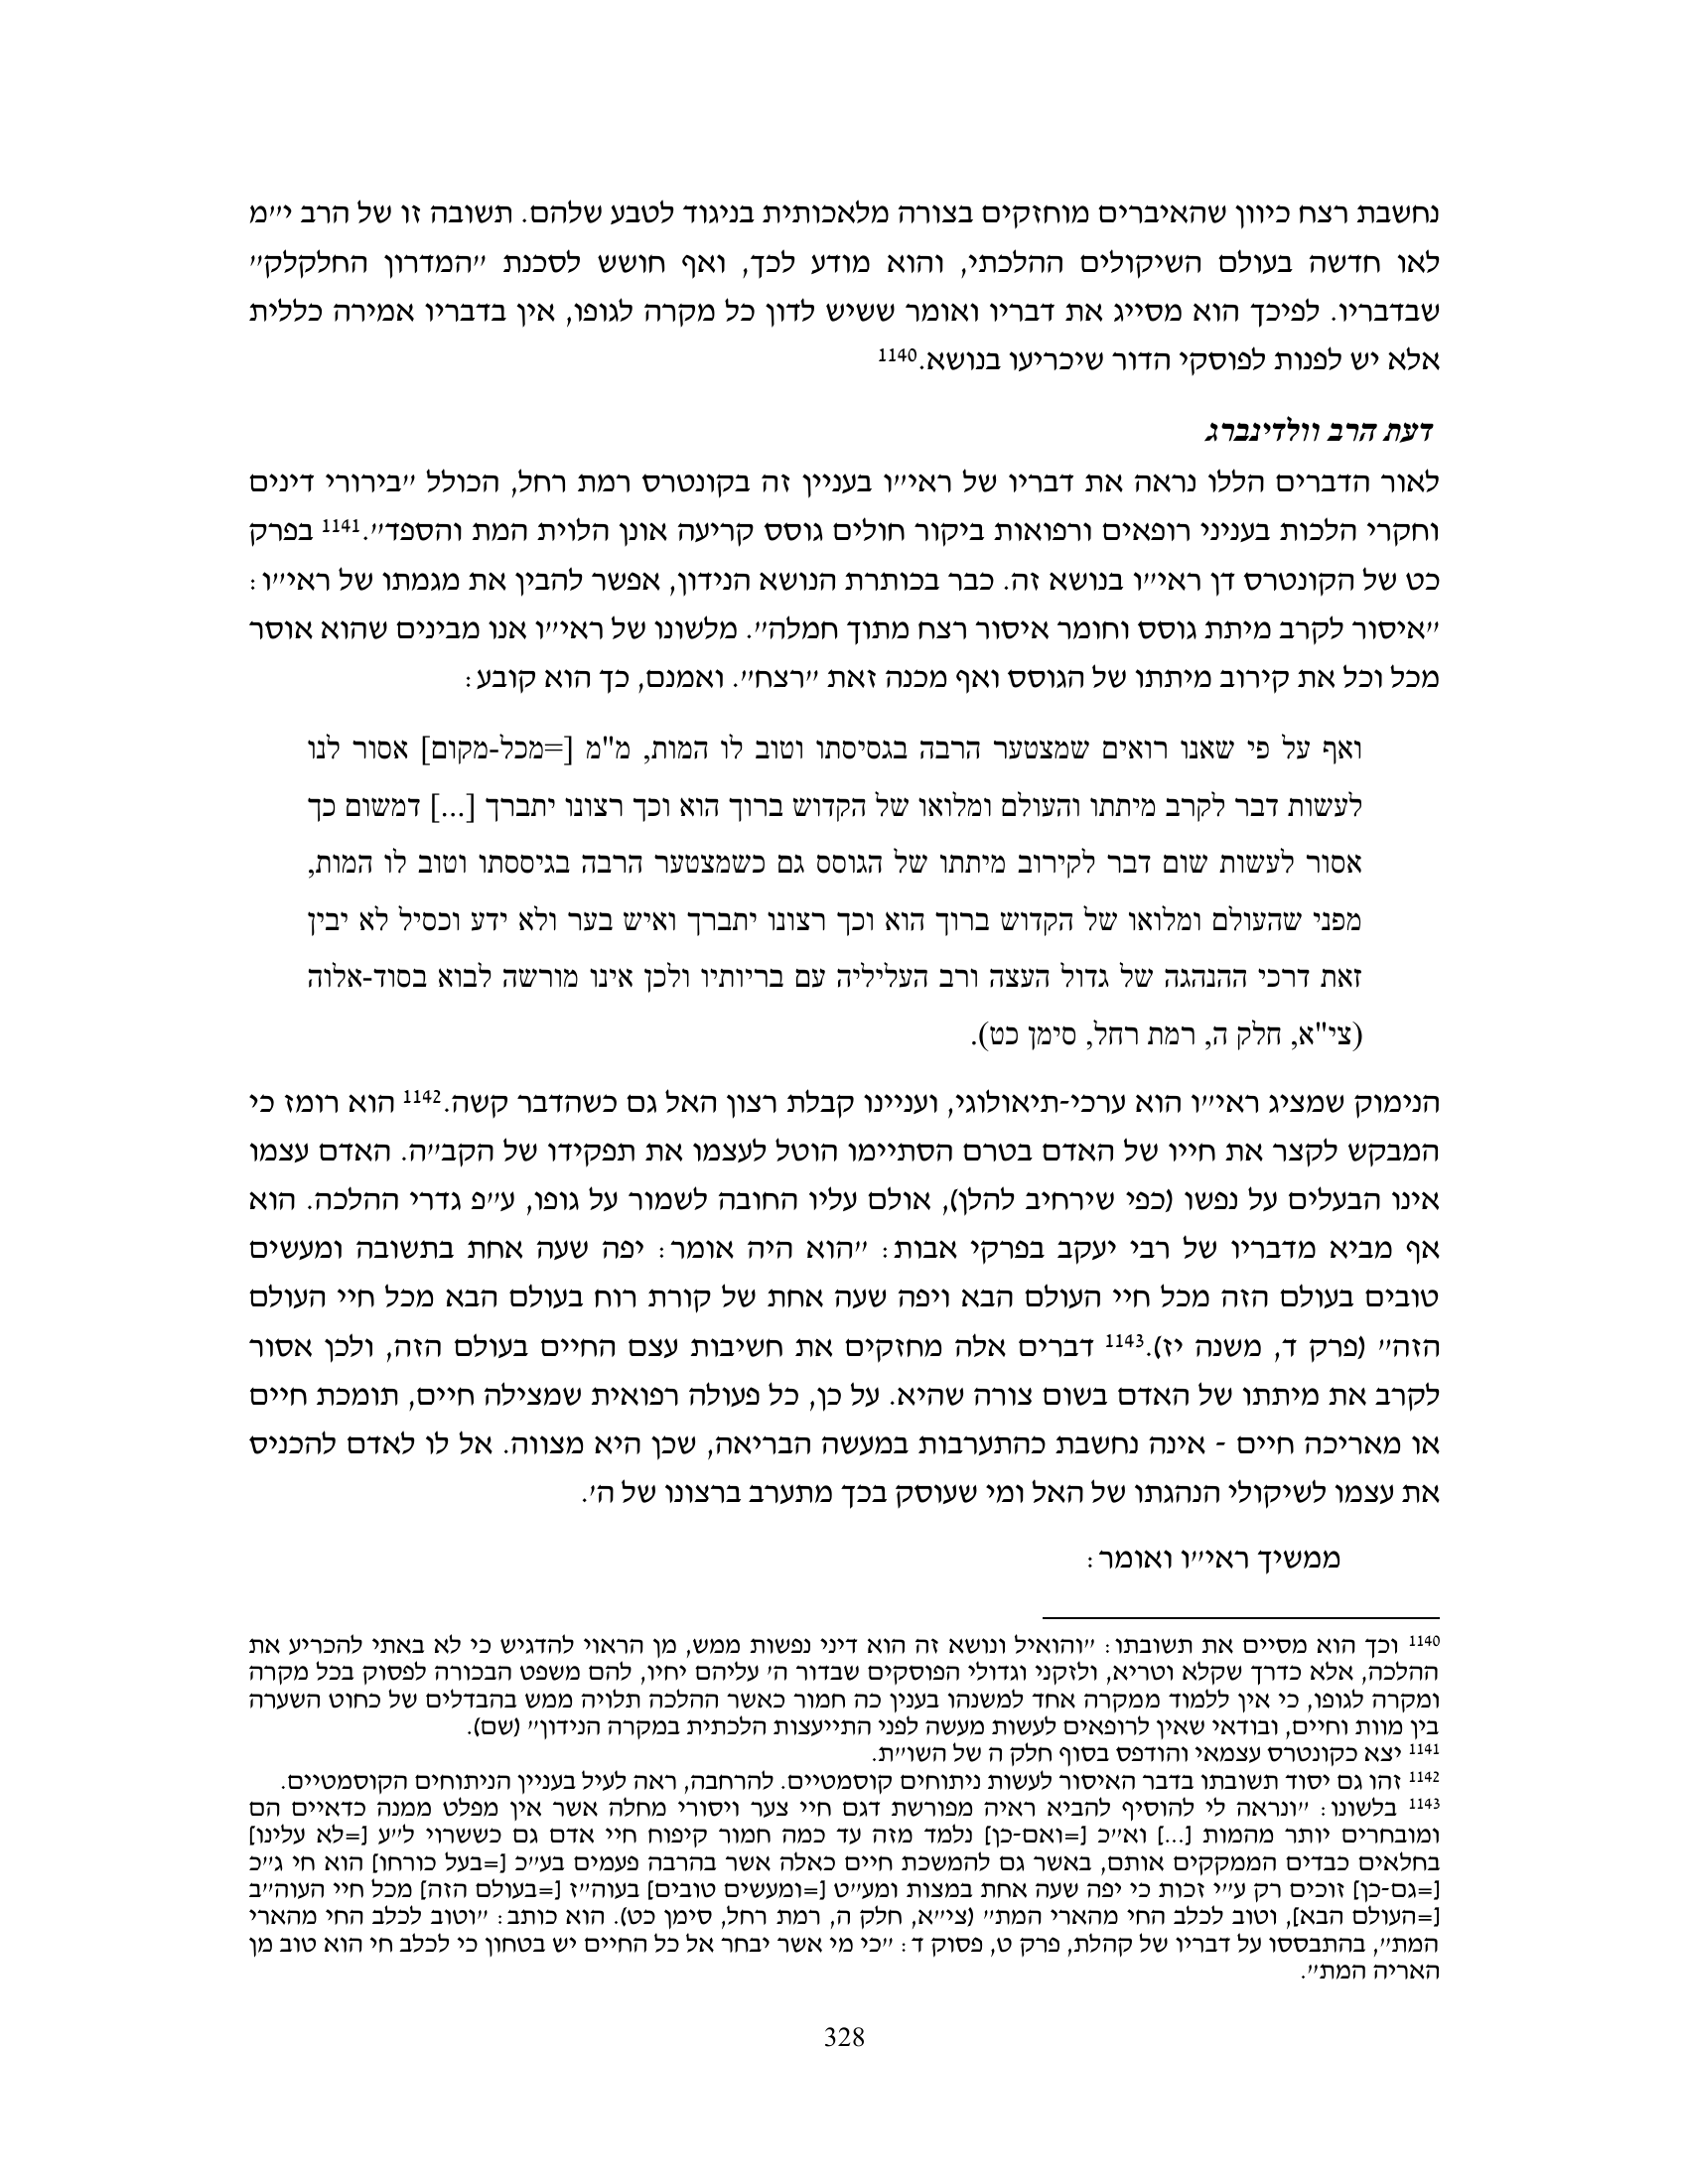 נחשבת רצח כיוון שהאיברים מוחזקים בצורה מלאכותית בניגוד לטבע שלהם. תשובה זו של הרב י״מ
לאו חדשה בעולם השיקולים ההלכתי, והוא מודע לכך, ואף חושש לסכנת ״המדרון החלקלק״
שבדבריו. לפיכך הוא מסייג את דבריו ואומר ששיש לדון כל מקרה לגופו, אין בדבריו אמירה כללית
אלא יש לפנות לפוסקי הדור שיכריעו בנושא.1140
דעת הרב וולדינברג
לאור הדברים הללו נראה את דבריו של ראי״ו בעניין זה בקונטרס רמת רחל, הכולל ״בירורי דינים
וחקרי הלכות בעניני רופאים ורפואות ביקור חולים גוסס קריעה אונן הלוית המת והספד״.1141 בפרק
כט של הקונטרס דן ראי״ו בנושא זה. כבר בכותרת הנושא הנידון, אפשר להבין את מגמתו של ראי״ו:
״איסור לקרב מיתת גוסס וחומר איסור רצח מתוך חמלה״. מלשונו של ראי״ו אנו מבינים שהוא אוסר
מכל וכל את קירוב מיתתו של הגוסס ואף מכנה זאת ״רצח״. ואמנם, כך הוא קובע:
ואף על פי שאנו רואים שמצטער הרבה בגסיסתו וטוב לו המות, מ"מ [=מכל-מקום] אסור לנו
לעשות דבר לקרב מיתתו והעולם ומלואו של הקדוש ברוך הוא וכך רצונו יתברך [...] דמשום כך
אסור לעשות שום דבר לקירוב מיתתו של הגוסס גם כשמצטער הרבה בגיססתו וטוב לו המות,
מפני שהעולם ומלואו של הקדוש ברוך הוא וכך רצונו יתברך ואיש בער ולא ידע וכסיל לא יבין
זאת דרכי ההנהגה של גדול העצה ורב העליליה עם בריותיו ולכן אינו מורשה לבוא בסוד-אלוה
(צי"א, חלק ה, רמת רחל, סימן כט).
הנימוק שמציג ראי״ו הוא ערכי-תיאולוגי, ועניינו קבלת רצון האל גם כשהדבר קשה.1142 הוא רומז כי
המבקש לקצר את חייו של האדם בטרם הסתיימו הוטל לעצמו את תפקידו של הקב״ה. האדם עצמו
אינו הבעלים על נפשו (כפי שירחיב להלן), אולם עליו החובה לשמור על גופו, ע״פ גדרי ההלכה. הוא
אף מביא מדבריו של רבי יעקב בפרקי אבות: ״הוא היה אומר: יפה שעה אחת בתשובה ומעשים
טובים בעולם הזה מכל חיי העולם הבא ויפה שעה אחת של קורת רוח בעולם הבא מכל חיי העולם
הזה״ (פרק ד, משנה יז).1143 דברים אלה מחזקים את חשיבות עצם החיים בעולם הזה, ולכן אסור
לקרב את מיתתו של האדם בשום צורה שהיא. על כן, כל פעולה רפואית שמצילה חיים, תומכת חיים
או מאריכה חיים - אינה נחשבת כהתערבות במעשה הבריאה, שכן היא מצווה. אל לו לאדם להכניס
את עצמו לשיקולי הנהגתו של האל ומי שעוסק בכך מתערב ברצונו של ה׳.
ממשיך ראי״ו ואומר:
1140 וכך הוא מסיים את תשובתו: ״והואיל ונושא זה הוא דיני נפשות ממש, מן הראוי להדגיש כי לא באתי להכריע את
ההלכה, אלא כדרך שקלא וטריא, ולזקני וגדולי הפוסקים שבדור ה׳ עליהם יחיו, להם משפט הבכורה לפסוק בכל מקרה
ומקרה לגופו, כי אין ללמוד ממקרה אחד למשנהו בענין כה חמור כאשר ההלכה תלויה ממש בהבדלים של כחוט השערה
בין מוות וחיים, ובודאי שאין לרופאים לעשות מעשה לפני התייעצות הלכתית במקרה הנידון״ (שם).
1141 יצא כקונטרס עצמאי והודפס בסוף חלק ה של השו״ת.
1142 זהו גם יסוד תשובתו בדבר האיסור לעשות ניתוחים קוסמטיים. להרחבה, ראה לעיל בעניין הניתוחים הקוסמטיים.
1143 בלשונו: ״ונראה לי להוסיף להביא ראיה מפורשת דגם חיי צער ויסורי מחלה אשר אין מפלט ממנה כדאיים הם
ומובחרים יותר מהמות [...] וא״כ [=ואם-כן] נלמד מזה עד כמה חמור קיפוח חיי אדם גם כששרוי ל״ע [=לא עלינו]
בחלאים כבדים הממקקים אותם, באשר גם להמשכת חיים כאלה אשר בהרבה פעמים בע״כ [=בעל כורחו] הוא חי ג״כ
[=גם-כן] זוכים רק ע״י זכות כי יפה שעה אחת במצות ומע״ט [=ומעשים טובים] בעוה״ז [=בעולם הזה] מכל חיי העוה״ב
[=העולם הבא], וטוב לכלב החי מהארי המת״ (צי״א, חלק ה, רמת רחל, סימן כט). הוא כותב: ״וטוב לכלב החי מהארי
המת״, בהתבססו על דבריו של קהלת, פרק ט, פסוק ד: ״כי מי אשר יבחר אל כל החיים יש בטחון כי לכלב חי הוא טוב מן
האריה המת״.
328